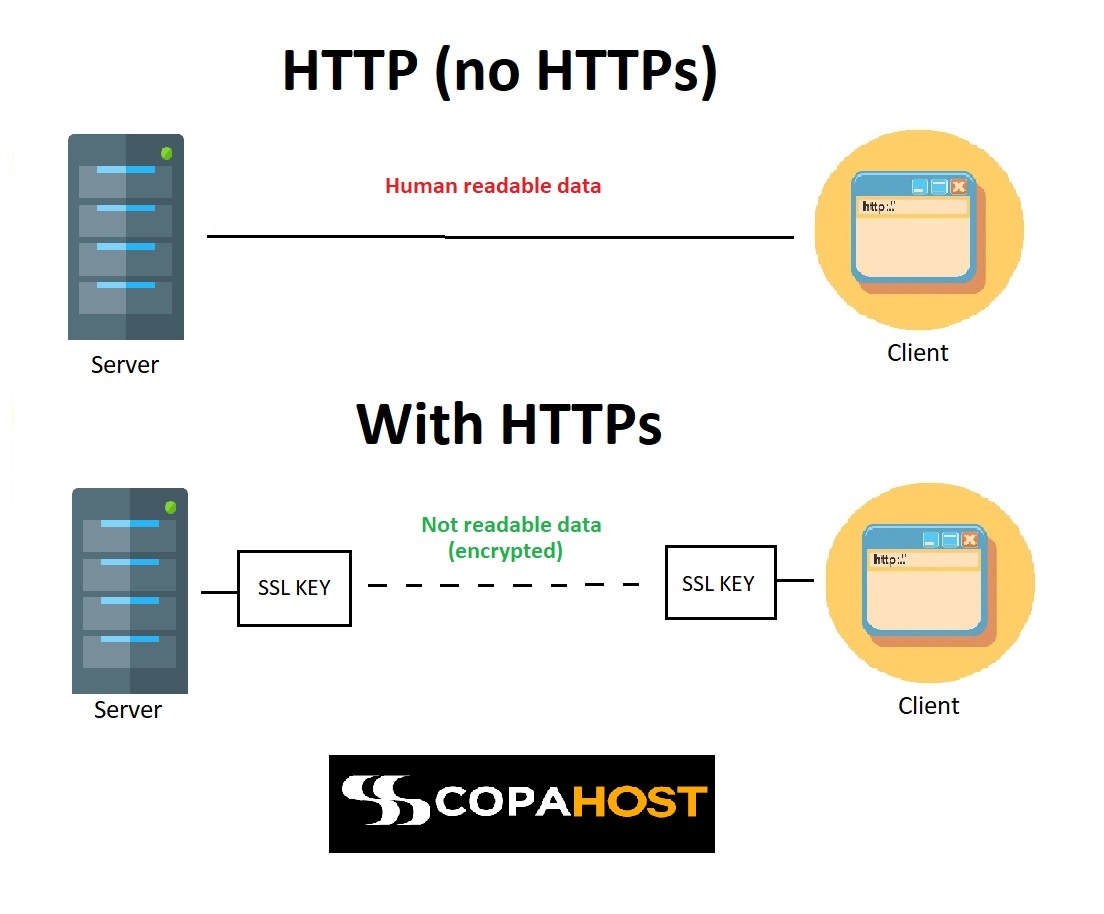 HTTP (no HTTPs)
Human readable data
http://
Server
Client
With HTTPs
Not readable data
(encrypted)
SSL KEY
SSL KEY
http://
Server
Client
COPAHOST